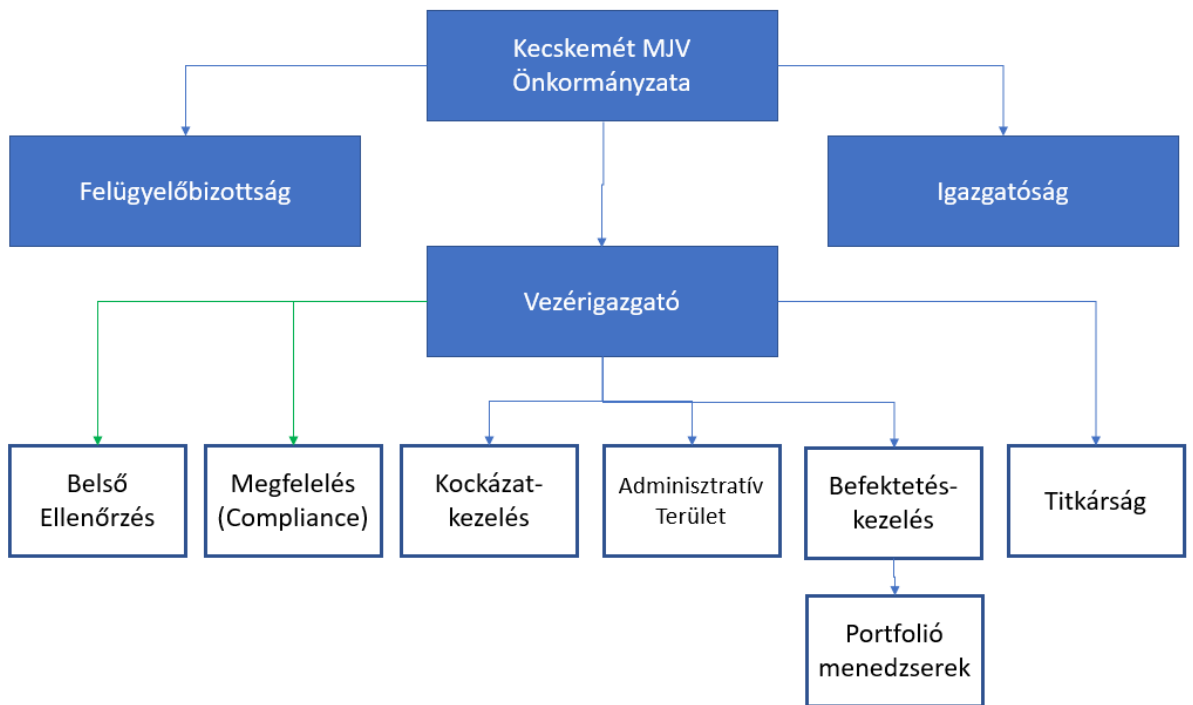 Kecskemét MJV
Önkormányzata
Felügyelőbizottság
Igazgatóság
Vezérigazgató
Belső
Ellenőrzés
Megfelelés
(Compliance)
Kockázat-
kezelés
Adminisztratív
Terület
Befektetés-
kezelés
Titkárság
Portfolió
menedzserek